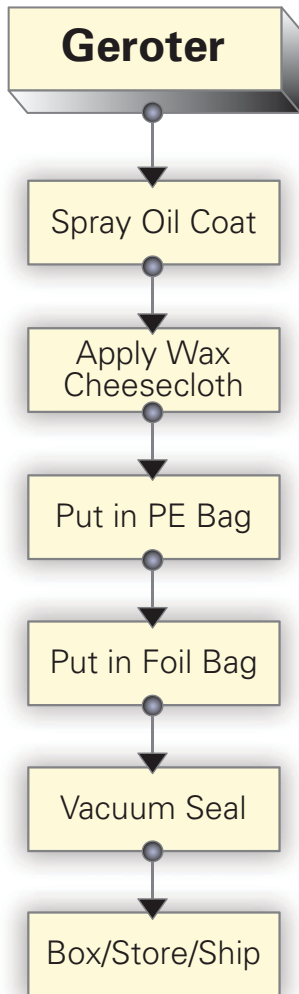 Geroter
Spray Oil Coat
Apply Wax
Cheesecloth
Put in PE Bag
Put in Foil Bag
Vacuum Seal
Box/Store/Ship